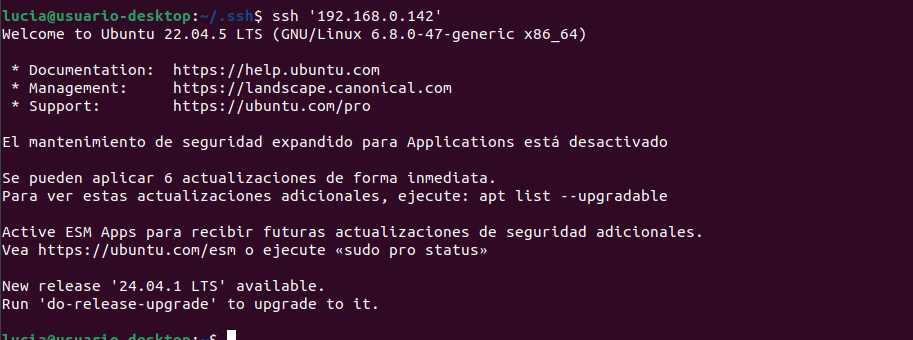 lucia@usuario-desktop:~/.ssh$ ssh '192.168.0.142'
Welcome to Ubuntu 22.04.5 LTS (GNU/Linux 6.8.0-47-generic x86_64)
* Documentation:  https://help.ubuntu.com
* Management:     https://landscape.canonical.com
* Support:        https://ubuntu.com/pro
El mantenimiento de seguridad expandido para Applications está desactivado
Se pueden aplicar 6 actualizaciones de forma inmediata.
Para ver estas actualizaciones adicionales, ejecute: apt list --upgradable
Active ESM Apps para recibir futuras actualizaciones de seguridad adicionales.
Vea https://ubuntu.com/esm o ejecute «sudo pro status»
New release '24.04.1 LTS' available.
Run 'do-release-upgrade' to upgrade to it.
lucia@usuario-desktop:~$